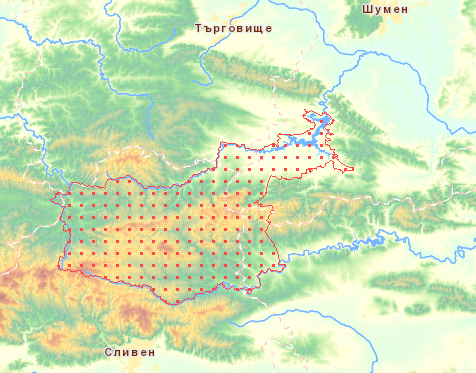 Шумен
Търговище
Сливен